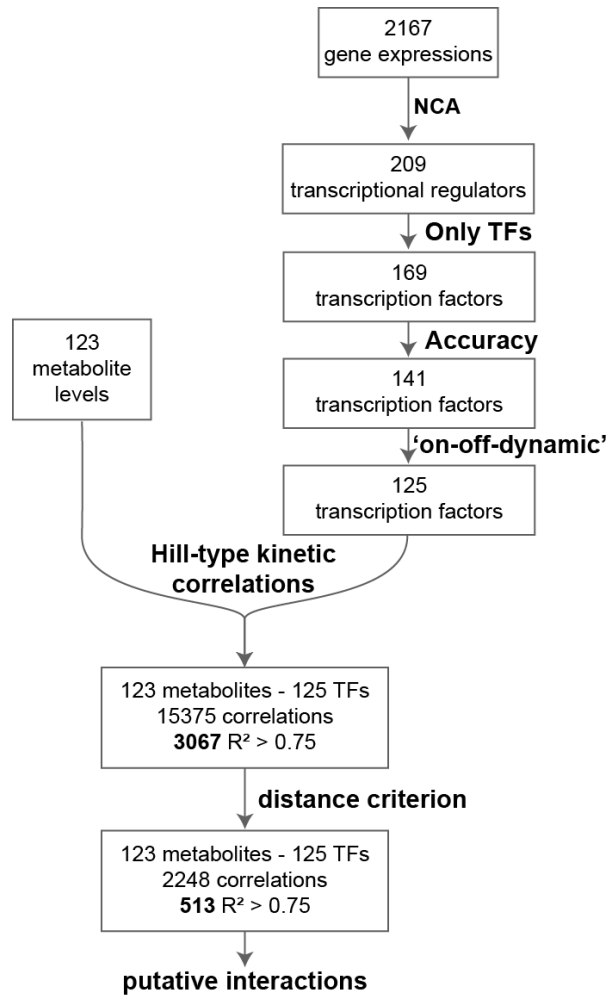 2167
gene expressions
NCA
209
transcriptional regulators
Only TFs
169
transcription factors
Accuracy
123
metabolite
levels
141
transcription factors
‘on-off-dynamic’
125
transcription factors
Hill-type kinetic
correlations
123 metabolites - 125 TFs
15375 correlations
3067 R² > 0.75
distance criterion
123 metabolites - 125 TFs
2248 correlations
513 R² > 0.75
putative interactions